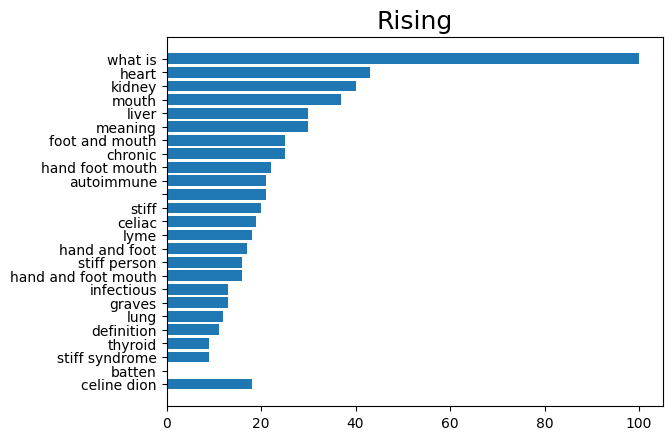 Rising
what is
heart
kidney
mouth
liver
meaning
foot and mouth
chronic
hand foot mouth
autoimmune
stiff
celiac
lyme
hand and foot
stiff person
hand and foot mouth
infectious
graves
lung
definition
thyroid
stiff syndrome
batten
celine dion
0 20 40 60 80 100